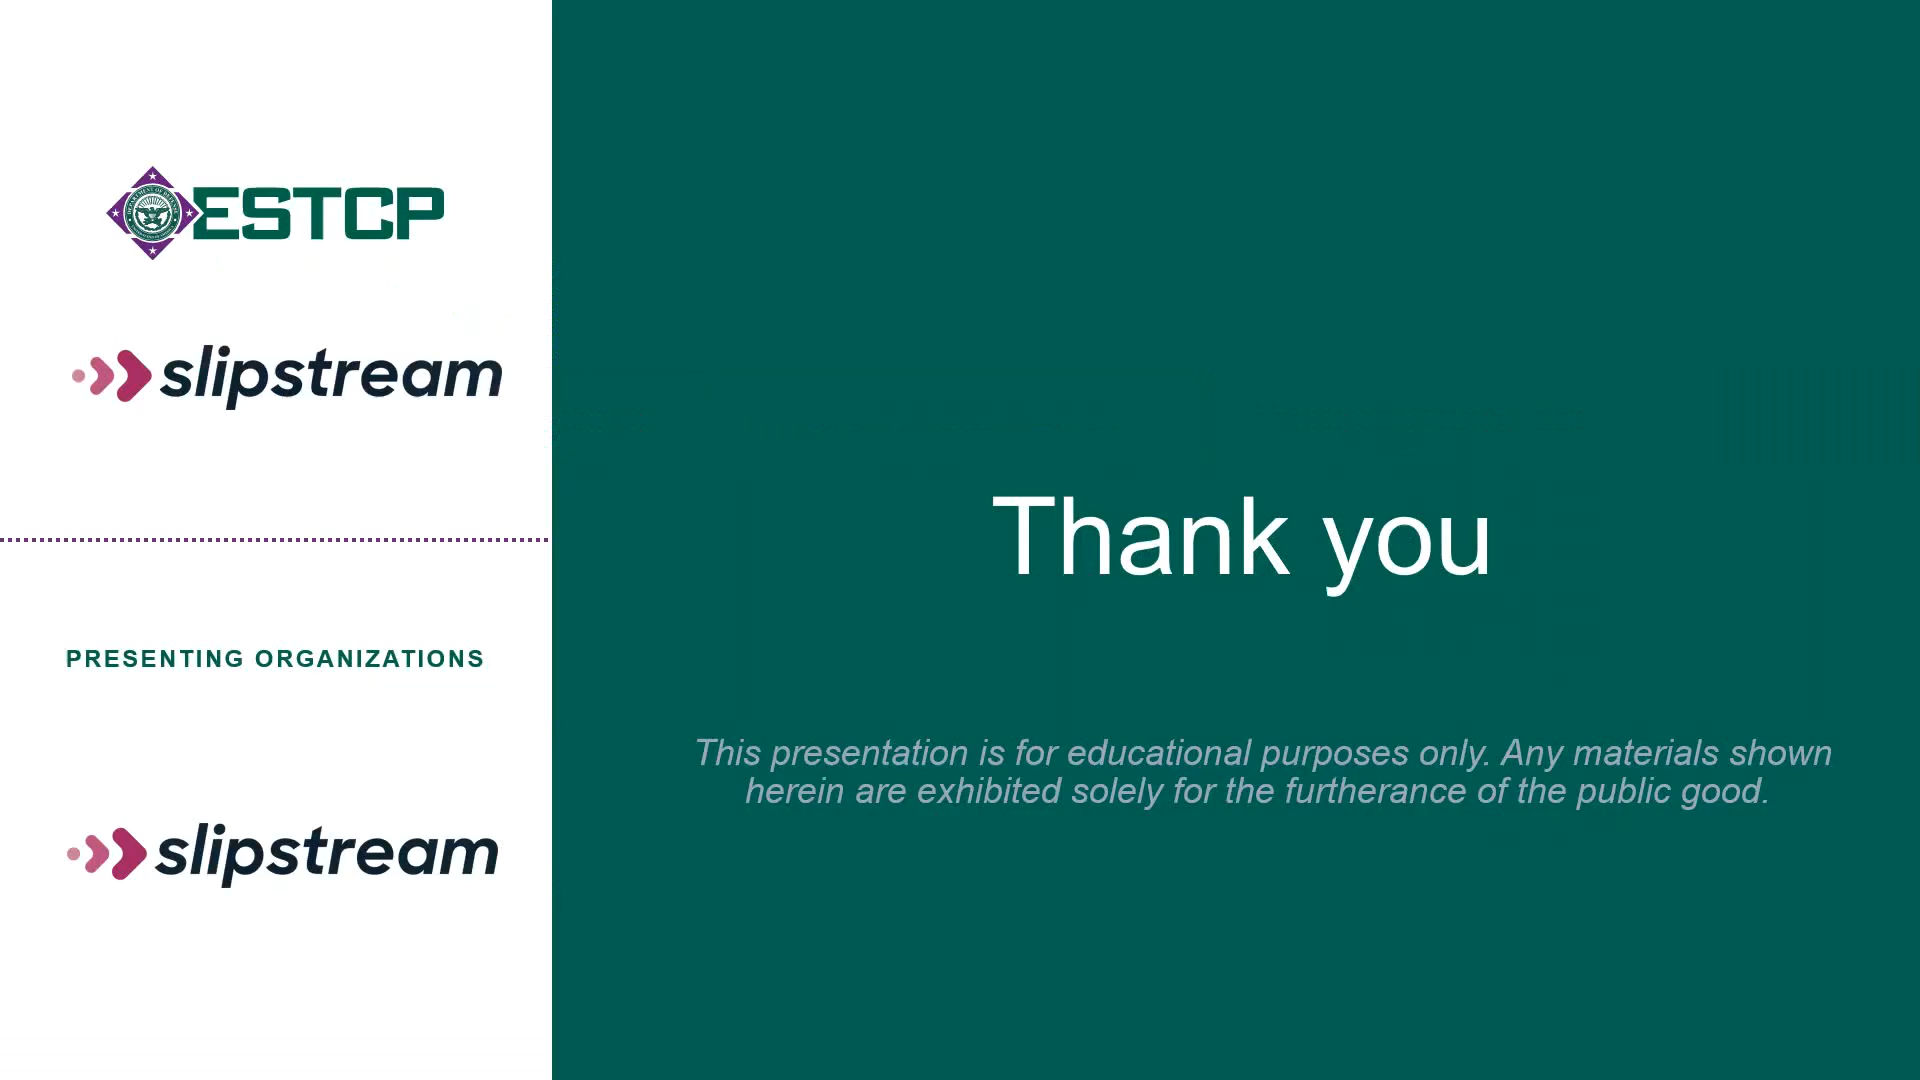 ESTCP
slipstream
PRESENTING ORGANIZATIONS
slipstream
Thank you
This presentation is for educational purposes only. Any materials shown
herein are exhibited solely for the furtherance of the public good.